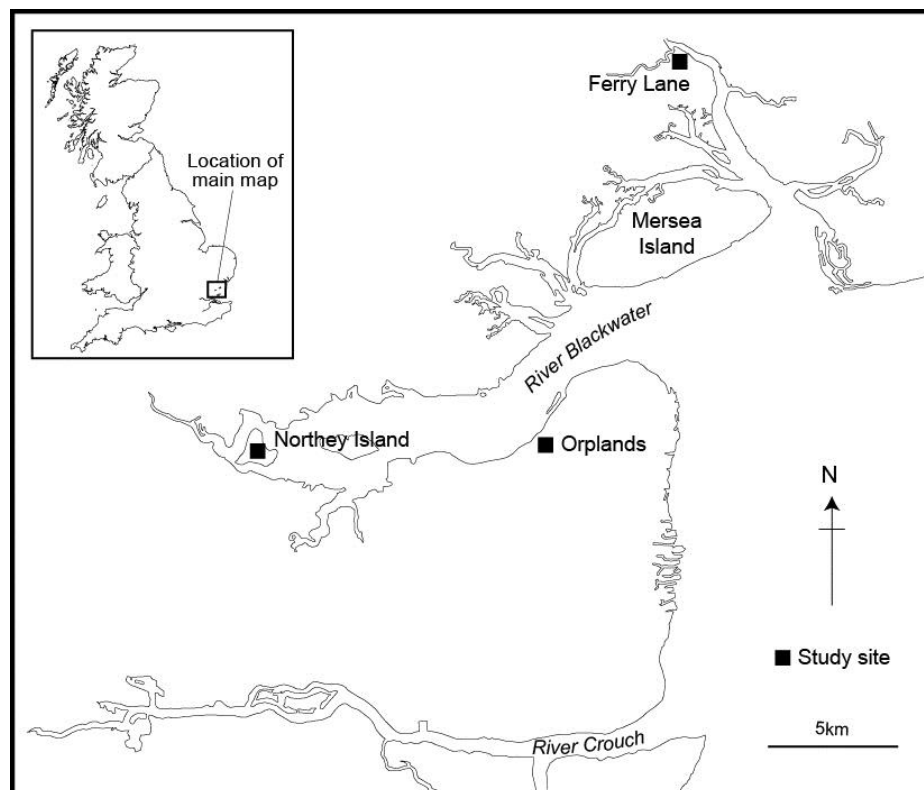 Location of
main map
Ferry Lane
Mersea
Island
River Blackwater
Northey Island
Orplands
N
Study site
5km
River Crouch